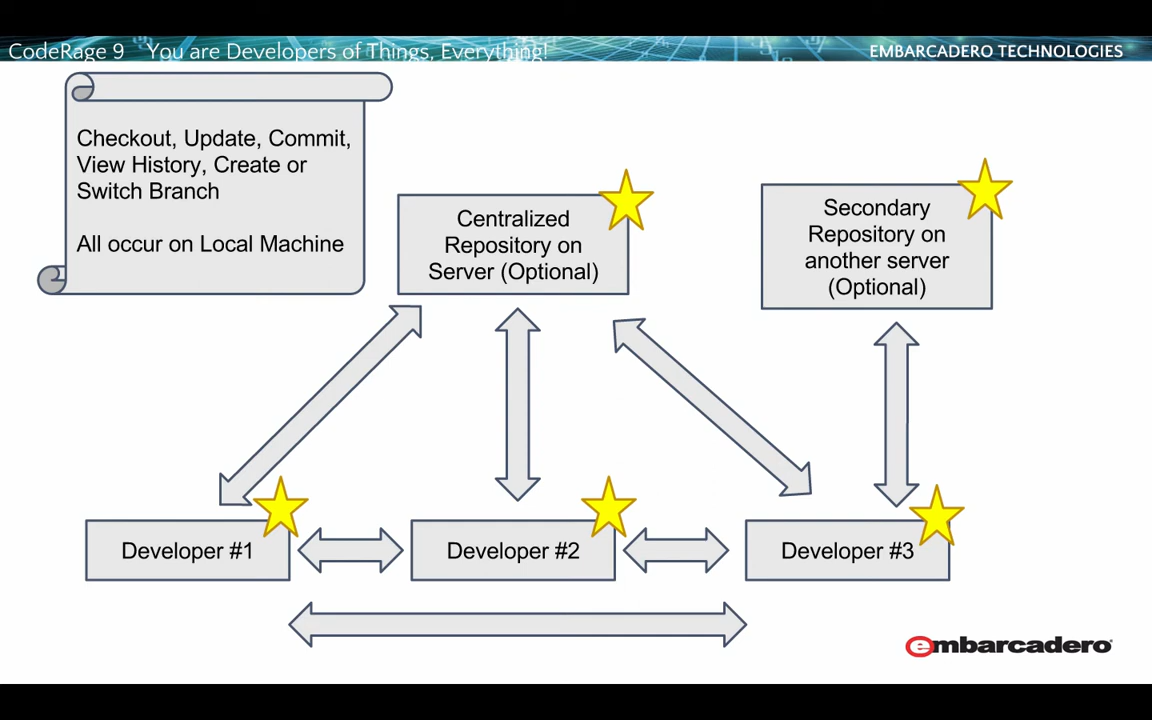 CodeRage 9 You are Developers of Things, Everything!
EMBARCADERO TECHNOLOGIES
Checkout, Update, Commit,
View History, Create or
Switch Branch
All occur on Local Machine
Centralized
Repository on
Server (Optional)
Secondary
Repository on
another server
(Optional)
Developer #1
Developer #2
Developer #3
embarcadero